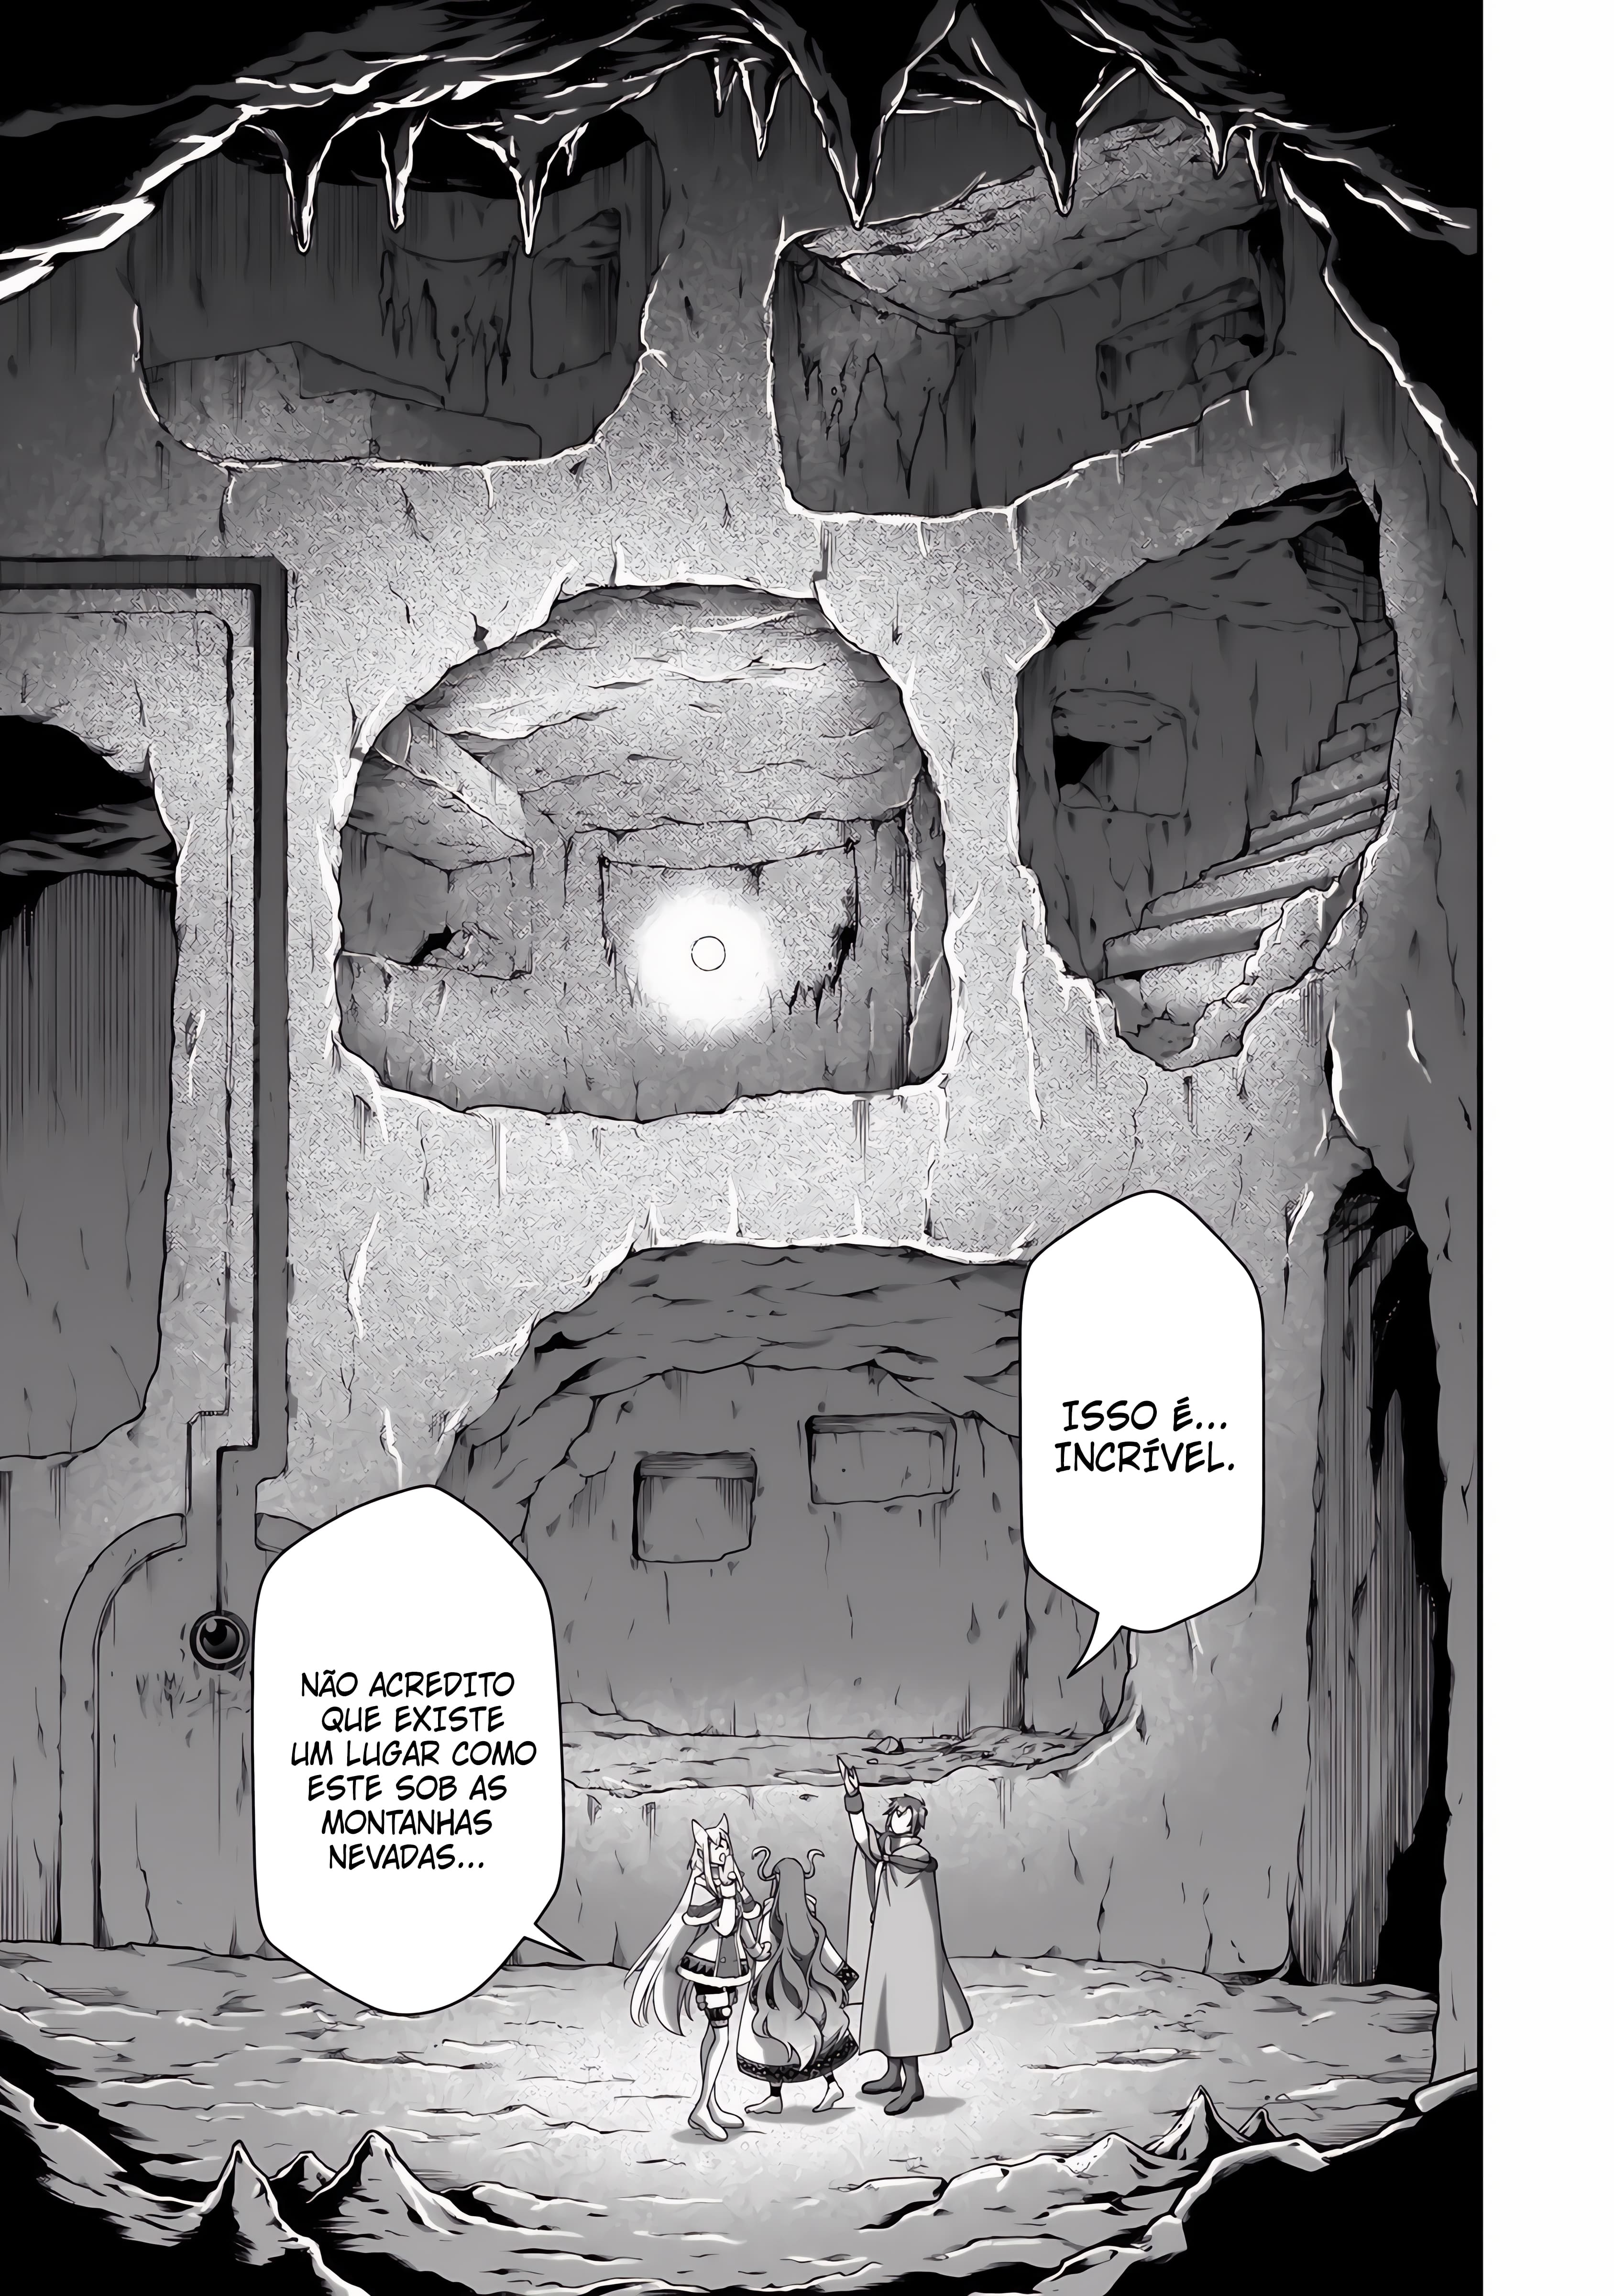 ISSO É...
INCRÍVEL.
NÃO ACREDITO
QUE EXISTE
UM LUGAR COMO
ESTE SOB AS
MONTANHAS
NEVADAS...